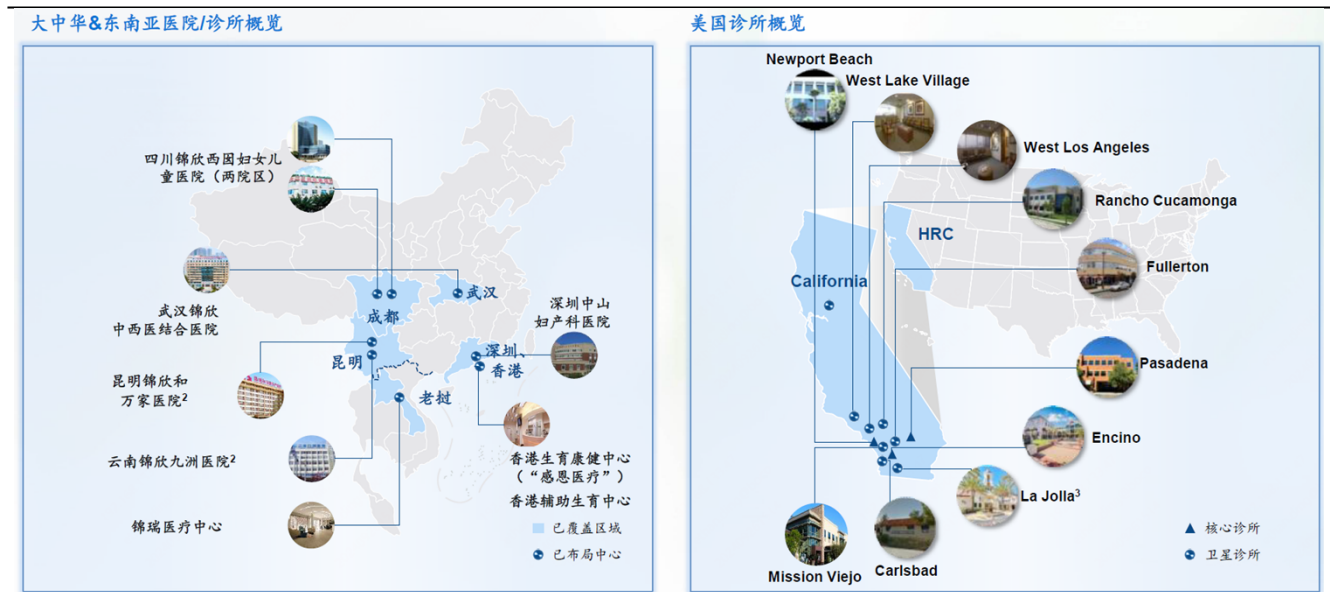 大中华&东南亚医院/诊所概览
四川锦欣西囡妇女儿
童医院（两院区）
武汉锦欣
中西医结合医院
昆明锦欣和
万家医院2
云南锦欣九洲医院2
锦瑞医疗中心
成都
武汉
昆明
深圳、
香港
老挝
深圳中山
妇产科医院
香港生育康健中心
（“感恩医疗”）
香港辅助生育中心
已覆盖区域
已布局中心
美国诊所概览
Newport Beach
West Lake Village
West Los Angeles
Rancho Cucamonga
HRC
Fullerton
California
Pasadena
Encino
La Jolla3
Mission Viejo
Carlsbad
核心诊所
卫星诊所